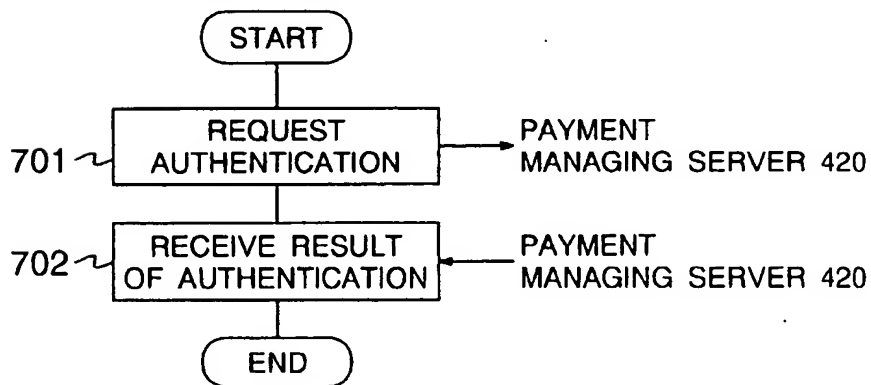 START
701
REQUEST
AUTHENTICATION
PAYMENT
MANAGING SERVER 420
702
RECEIVE RESULT
OF AUTHENTICATION
PAYMENT
MANAGING SERVER 420
END